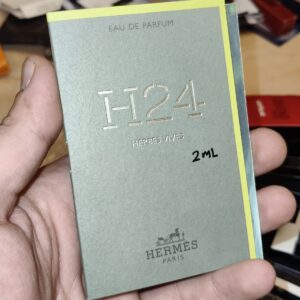 EAU DE PARFUM
H24
HERBES VIVES
2ML
HERMÈS
PARIS